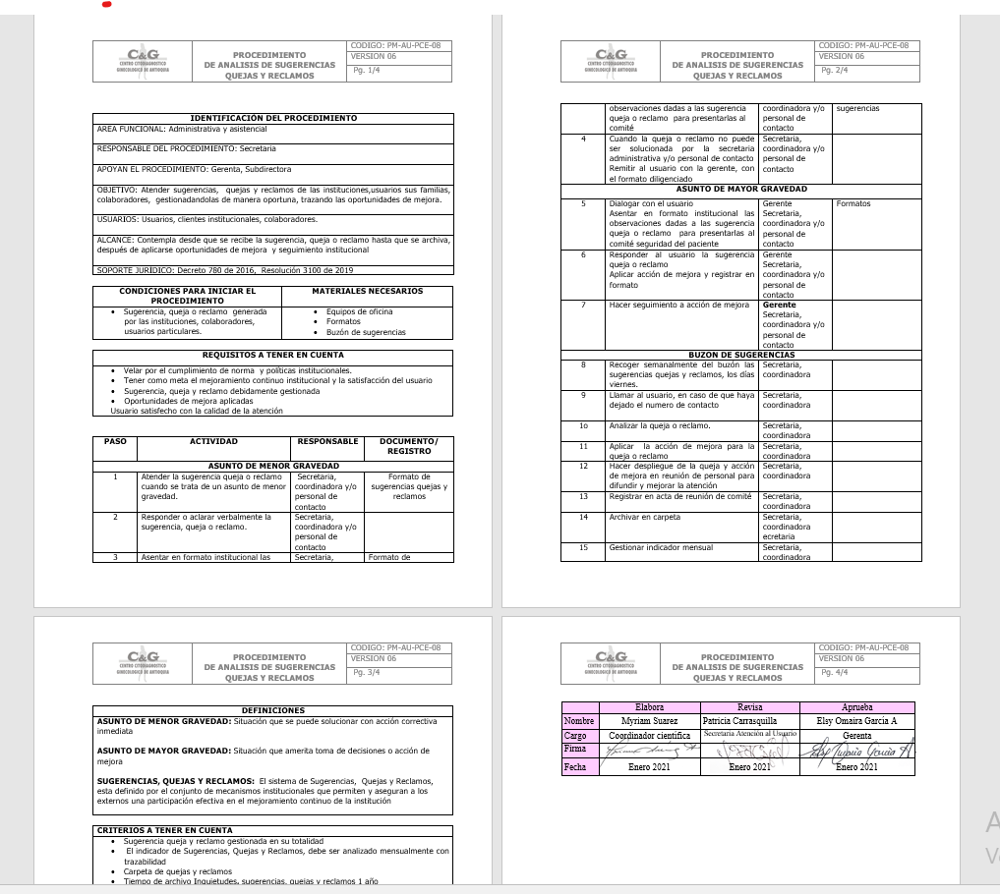 C&G
CENTRO CITODIAGNOSTICO
GINECOLOGICO DE ANTIOQUIA
PROCEDIMIENTO
DE ANALISIS DE SUGERENCIAS
QUEJAS Y RECLAMOS
CODIGO: PM-AU-PCE-08
VERSION 06
Pg. 1/4
IDENTIFICACIÓN DEL PROCEDIMIENTO
AREA FUNCIONAL: Administrativa y asistencial
RESPONSABLE DEL PROCEDIMIENTO: Secretaria
APOYAN EL PROCEDIMIENTO: Gerenta, Subdirectora
OBJETIVO: Atender sugerencias, quejas y reclamos de las instituciones,usuarios sus familias,
colaboradores, gestionadandolas de manera oportuna, trazando las oportunidades de mejora.
USUARIOS: Usuarios, clientes institucionales, colaboradores.
ALCANCE: Contempla desde que se recibe la sugerencia, queja o reclamo hasta que se archiva,
después de aplicarse oportunidades de mejora y seguimiento institucional
SOPORTE JURIDICO: Decreto 780 de 2016, Resolución 3100 de 2019
CONDICIONES PARA INICIAR EL
PROCEDIMIENTO
MATERIALES NECESARIOS
• Sugerencia, queja o reclamo generada
por las instituciones, colaboradores,
usuarios particulares.
• Equipos de oficina
• Formatos
• Buzón de sugerencias
REQUISITOS A TENER EN CUENTA
• Velar por el cumplimiento de norma y políticas institucionales.
• Tener como meta el mejoramiento continuo institucional y la satisfacción del usuario
• Sugerencia, queja y reclamo debidamente gestionada
• Oportunidades de mejora aplicadas
Usuario satisfecho con la calidad de la atención
PASO ACTIVIDAD RESPONSABLE DOCUMENTO/
REGISTRO
ASUNTO DE MENOR GRAVEDAD
1 Atender la sugerencia queja o reclamo Secretaria, Formato de
cuando se trata de un asunto de menor coordinadora y/o sugerencias quejas y
gravedad. personal de reclamos
contacto
2 Responder o aclarar verbalmente la Secretaria,
sugerencia, queja o reclamo. coordinadora y/o
personal de
contacto
3 Asentar en formato institucional las Secretaria, Formato de
C&G
CENTRO CITODIAGNOSTICO
GINECOLOGICO DE ANTIOQUIA
PROCEDIMIENTO
DE ANALISIS DE SUGERENCIAS
QUEJAS Y RECLAMOS
CODIGO: PM-AU-PCE-08
VERSION 06
Pg. 2/4
observaciones dadas a las sugerencia coordinadora y/o sugerencias
queja o reclamo para presentarlas al personal de
comité contacto
4 Cuando la queja o reclamo no puede Secretaria,
ser solucionada por la secretaria coordinadora y/o
administrativa y/o personal de contacto personal de
Remitir al usuario con la gerente, con contacto
el formato diligenciado
ASUNTO DE MAYOR GRAVEDAD
5 Dialogar con el usuario Gerente Formatos
Asentar en formato institucional las Secretaria,
observaciones dadas a las sugerencia coordinadora y/o
queja o reclamo para presentarlas al personal de
comité seguridad del paciente contacto
6 Responder al usuario la sugerencia Gerente
queja o reclamo Secretaria,
Aplicar acción de mejora y registrar en coordinadora y/o
formato personal de
contacto
7 Hacer seguimiento a acción de mejora Gerente
Secretaria,
coordinadora y/o
personal de
contacto
BUZON DE SUGERENCIAS
8 Recoger semanalmente del buzón las Secretaria,
sugerencias quejas y reclamos, los días coordinadora
viernes.
9 Llamar al usuario, en caso de que haya Secretaria,
dejado el numero de contacto coordinadora
1o Analizar la queja o reclamo. Secretaria,
coordinadora
11 Aplicar la acción de mejora para la Secretaria,
queja o reclamo coordinadora
12 Hacer despliegue de la queja y acción Secretaria,
de mejora en reunión de personal para coordinadora
difundir y mejorar la atención
13 Registrar en acta de reunión de comité Secretaria,
coordinadora
14 Archivar en carpeta Secretaria,
coordinadora
ecretaria
15 Gestionar indicador mensual Secretaria,
coordinadora
C&G
CENTRO CITODIAGNOSTICO
GINECOLOGICO DE ANTIOQUIA
PROCEDIMIENTO
DE ANALISIS DE SUGERENCIAS
QUEJAS Y RECLAMOS
CODIGO: PM-AU-PCE-08
VERSION 06
Pg. 3/4
DEFINICIONES
ASUNTO DE MENOR GRAVEDAD: Situación que se puede solucionar con acción correctiva
inmediata
ASUNTO DE MAYOR GRAVEDAD: Situación que amerita toma de decisiones o acción de
mejora
SUGERENCIAS, QUEJAS Y RECLAMOS: El sistema de Sugerencias, Quejas y Reclamos,
esta definido por el conjunto de mecanismos institucionales que permiten y aseguran a los
externos una participación efectiva en el mejoramiento continuo de la institución
CRITERIOS A TENER EN CUENTA
• Sugerencia queja y reclamo gestionada en su totalidad
• El indicador de Sugerencias, Quejas y Reclamos, debe ser analizado mensualmente con
trazabilidad
• Carpeta de quejas y reclamos
• Tiempo de archivo Inquietudes, sugerencias, quejas y reclamos 1 año
C&G
CENTRO CITODIAGNOSTICO
GINECOLOGICO DE ANTIOQUIA
PROCEDIMIENTO
DE ANALISIS DE SUGERENCIAS
QUEJAS Y RECLAMOS
CODIGO: PM-AU-PCE-08
VERSION 06
Pg. 4/4
Elabora Revisa Aprueba
Nombre Myriam Suarez Patricia Carrasquilla Elsy Omaira Garcia A
Cargo Coordinador cientifica Secretaria Atención al Usuario Gerenta
Firma
Fecha Enero 2021 Enero 2021 Enero 2021